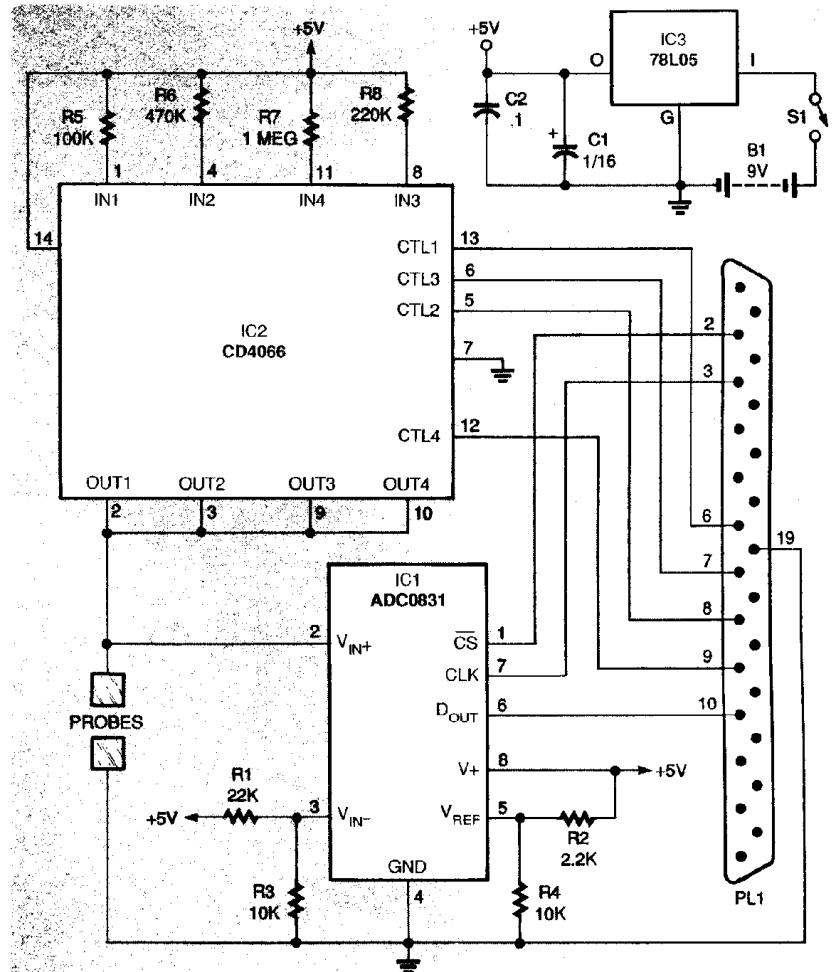 +5V
R5
100K
R6
470K
R7
1 MEG
R8
220K
1
4
11
8
IN1
IN2
IN4
IN3
14
CTL1
13
CTL3
6
CTL2
5
IC2
CD4066
7
CTL4
12
OUT1
OUT2
OUT3
OUT4
2
3
9
10
+5V
O
IC3
78L05
I
G
C2
.1
+
C1
1/16
S1
B1
9V
2
3
6
19
7
8
9
10
PL1
IC1
ADC0831
2
VIN+
CS
1
CLK
7
DOUT
6
V+
8
+5V
PROBES
R1
22K
+5V
3
VIN–
VREF
5
R2
2.2K
GND
4
R3
10K
R4
10K